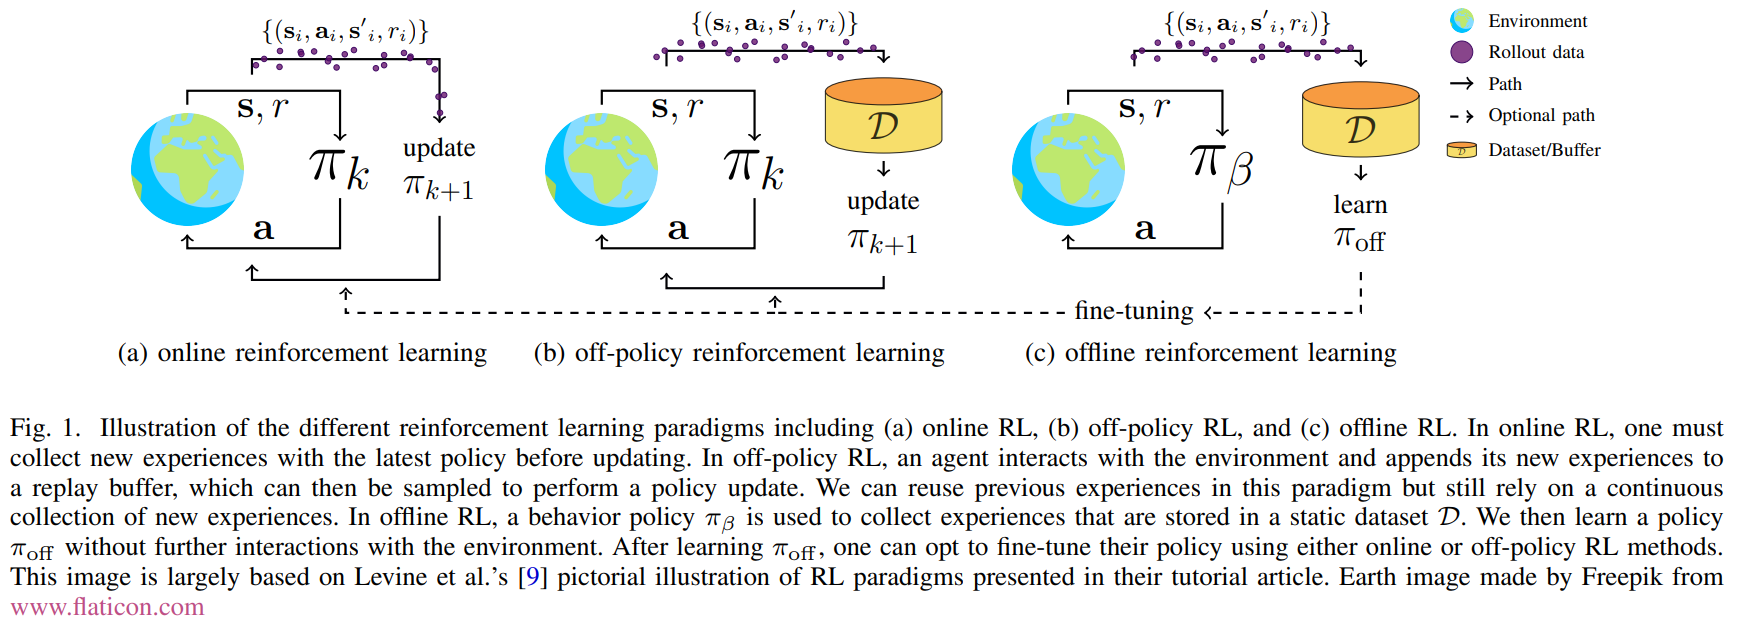 {(s_i, a_i, s'_i, r_i)}
s, r
π_k
a
update
π_{k+1}
(a) online reinforcement learning
{(s_i, a_i, s'_i, r_i)}
s, r
π_k
a
D
update
π_{k+1}
(b) off-policy reinforcement learning
{(s_i, a_i, s'_i, r_i)}
s, r
π_β
a
D
learn
π_off
fine-tuning
(c) offline reinforcement learning
Environment
Rollout data
Path
Optional path
D
Dataset/Buffer
Fig. 1. Illustration of the different reinforcement learning paradigms including (a) online RL, (b) off-policy RL, and (c) offline RL. In online RL, one must
collect new experiences with the latest policy before updating. In off-policy RL, an agent interacts with the environment and appends its new experiences to
a replay buffer, which can then be sampled to perform a policy update. We can reuse previous experiences in this paradigm but still rely on a continuous
collection of new experiences. In offline RL, a behavior policy π_β is used to collect experiences that are stored in a static dataset D. We then learn a policy
π_off without further interactions with the environment. After learning π_off, one can opt to fine-tune their policy using either online or off-policy RL methods.
This image is largely based on Levine et al.'s [9] pictorial illustration of RL paradigms presented in their tutorial article. Earth image made by Freepik from
www.flaticon.com